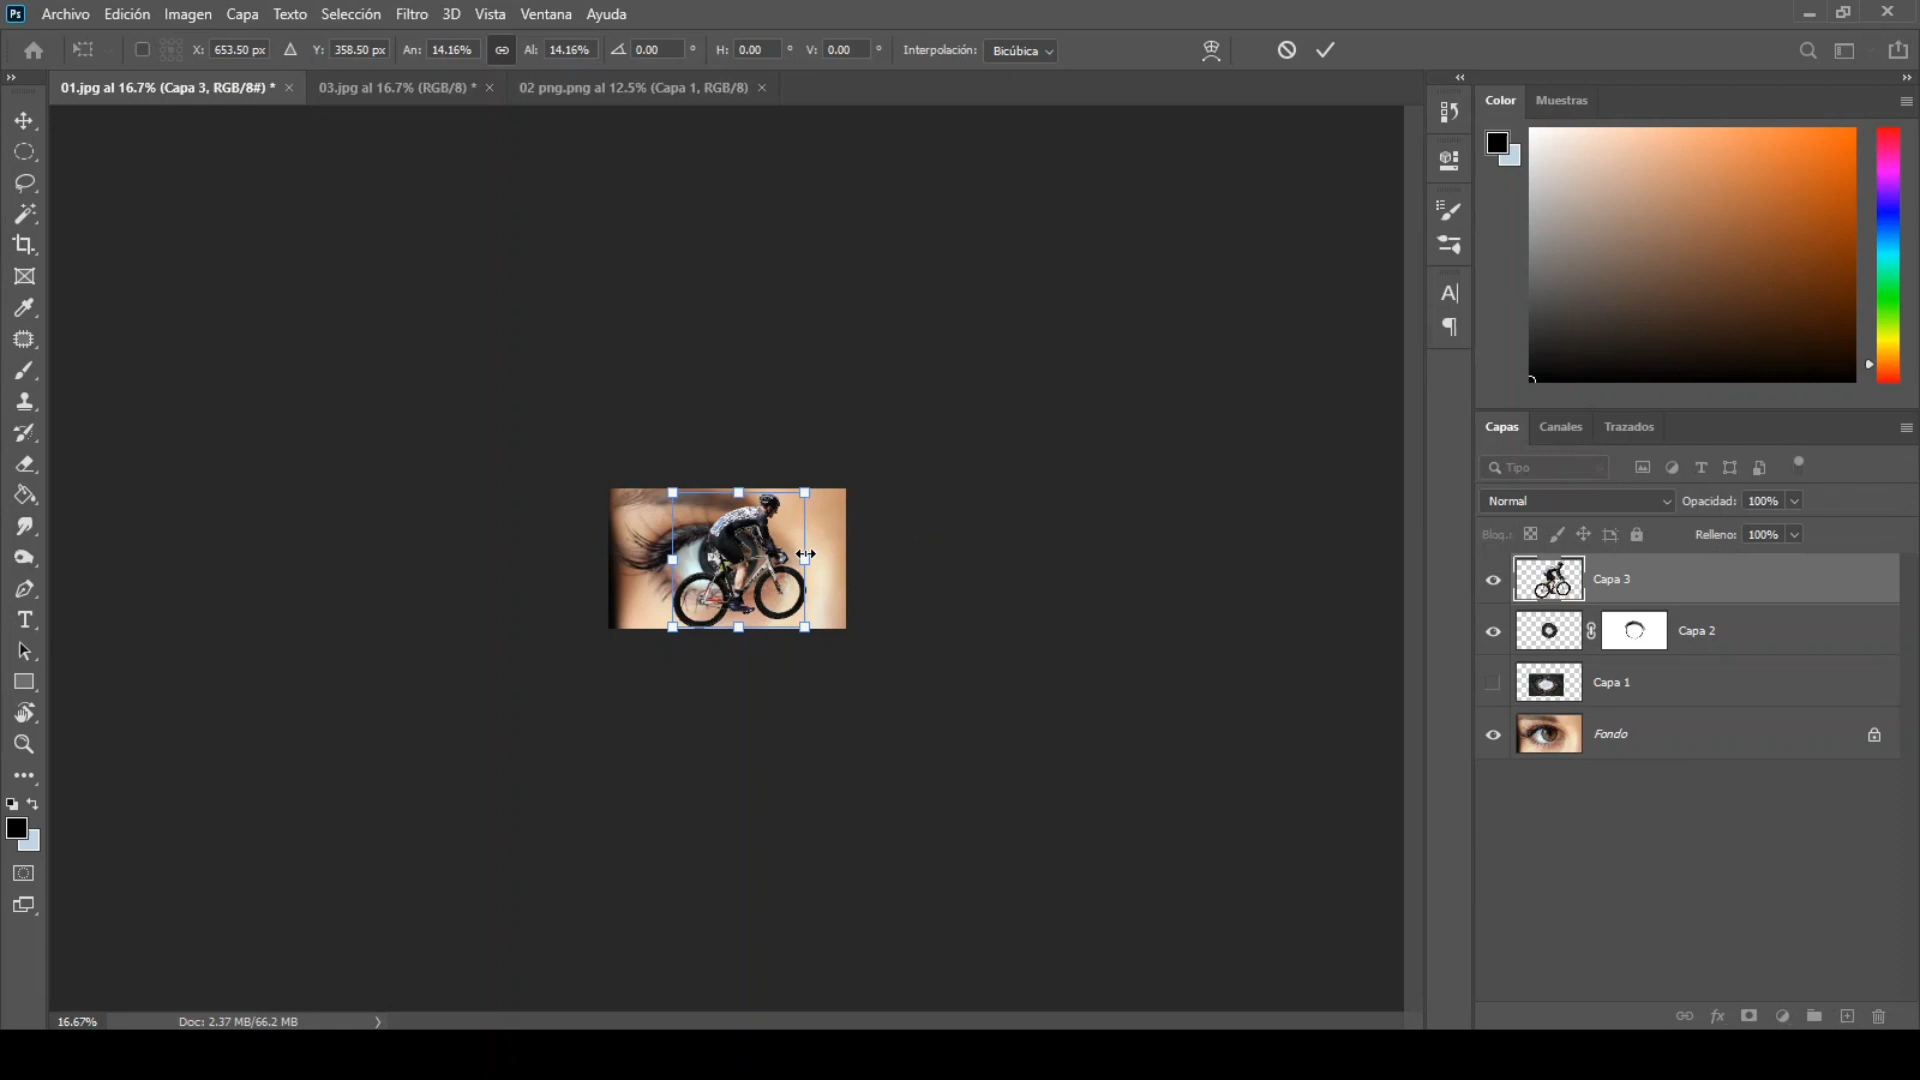 Ps Archivo Edición Imagen Capa Texto Selección Filtro 3D Vista Ventana Ayuda
X: 653.50 px Y: 358.50 px An: 14.16% Al: 14.16% 0.00 ° H: 0.00 ° V: 0.00 ° Interpolación: Bicúbica
01.jpg al 16.7% (Capa 3, RGB/8#) * 03.jpg al 16.7% (RGB/8) * 02 png.png al 12.5% (Capa 1, RGB/8)
Color Muestras
Capas Canales Trazados
Tipo
Normal Opacidad: 100%
Bloq.: Relleno: 100%
Capa 3
Capa 2
Capa 1
Fondo
16.67% Doc: 2.37 MB/66.2 MB